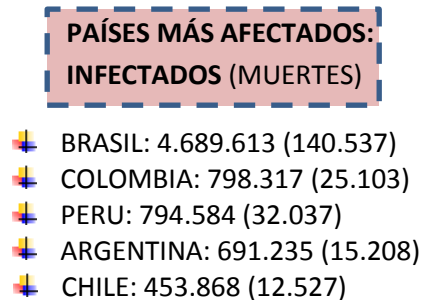 PAÍSES MÁS AFECTADOS:
INFECTADOS (MUERTES)
BRASIL: 4.689.613 (140.537)
COLOMBIA: 798.317 (25.103)
PERU: 794.584 (32.037)
ARGENTINA: 691.235 (15.208)
CHILE: 453.868 (12.527)